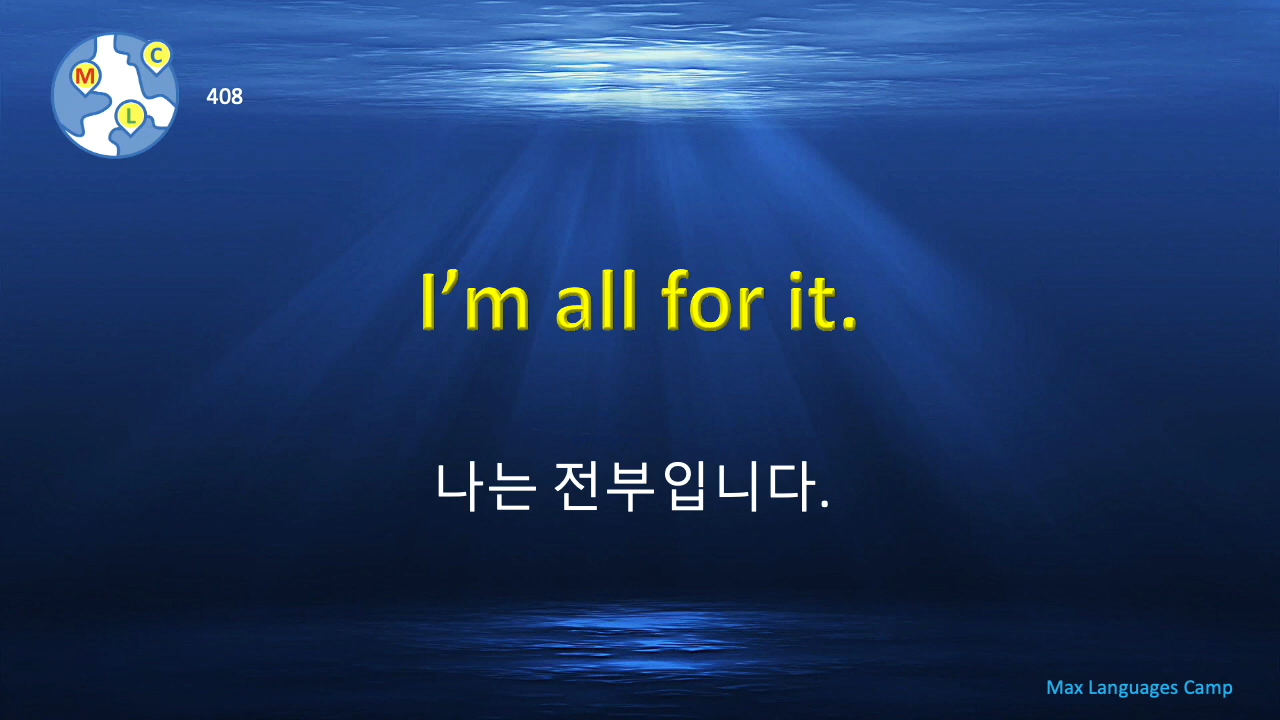 M
C
L
408
I’m all for it.
나는 전부입니다.
Max Languages Camp